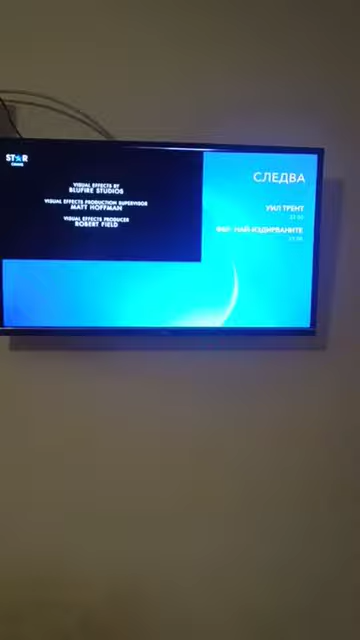 STAR
CHANNEL
VISUAL EFFECTS BY
BLUFIRE STUDIOS
VISUAL EFFECTS PRODUCTION SUPERVISOR
MATT HOFFMAN
VISUAL EFFECTS PRODUCER
ROBERT FIELD
СЛЕДВА
УИЛ ТРЕНТ
ФБР: НАЙ-ИЗДИРВАНИТЕ